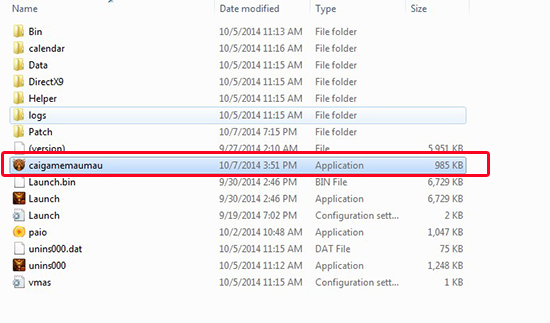 Name Date modified Type Size
Bin 10/5/2014 11:13 AM File folder
calendar 10/5/2014 11:16 AM File folder
Data 10/5/2014 11:15 AM File folder
DirectX9 10/5/2014 11:15 AM File folder
Helper 10/5/2014 11:15 AM File folder
logs 10/5/2014 11:15 AM File folder
Patch 10/7/2014 7:15 PM File folder
(version) 9/27/2014 2:10 AM File 5,951 KB
caigamemaumau 10/7/2014 3:51 PM Application 985 KB
Launch.bin 9/30/2014 2:46 PM BIN File 6,729 KB
Launch 9/30/2014 2:46 PM Application 6,729 KB
Launch 9/19/2014 7:02 PM Configuration sett... 2 KB
paio 10/2/2014 10:48 AM Application 1,047 KB
unins000.dat 10/5/2014 11:15 AM DAT File 75 KB
unins000 10/5/2014 11:12 AM Application 1,248 KB
vmas 10/5/2014 11:15 AM Configuration sett... 1 KB